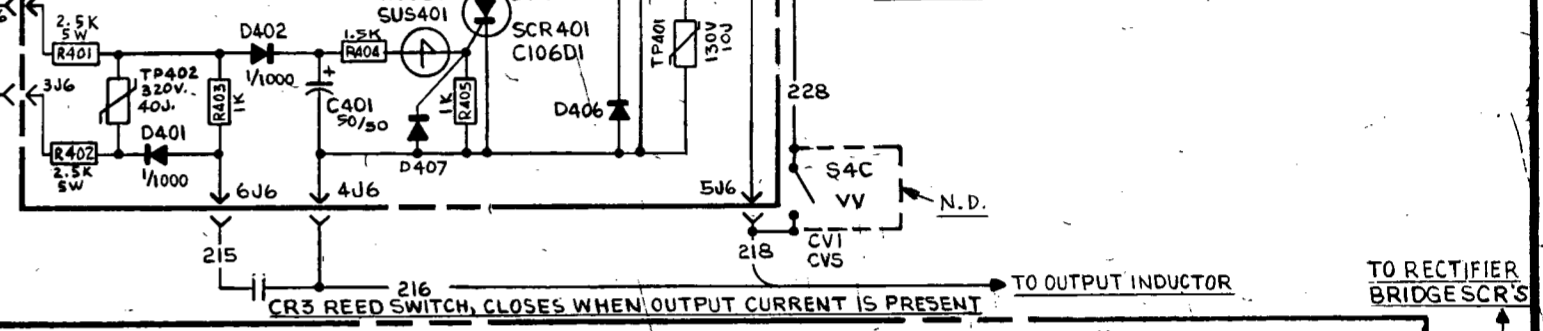 SUS401
2.5K
5W
R401
D402
1/1000
1.5K
R404
SCR401
C106D1
TP401
130V
10J
3J6
TP402
320V.
40J.
R403
1K
+
C401
50/50
1K
R405
D406
228
D401
R402
2.5K
5W
1/1000
D407
S4C
VV
N.D.
6J6
4J6
5J6
215
218
CV1
CV5
216
TO OUTPUT INDUCTOR
TO RECTIFIER
BRIDGE SCR'S
CR3 REED SWITCH, CLOSES WHEN OUTPUT CURRENT IS PRESENT